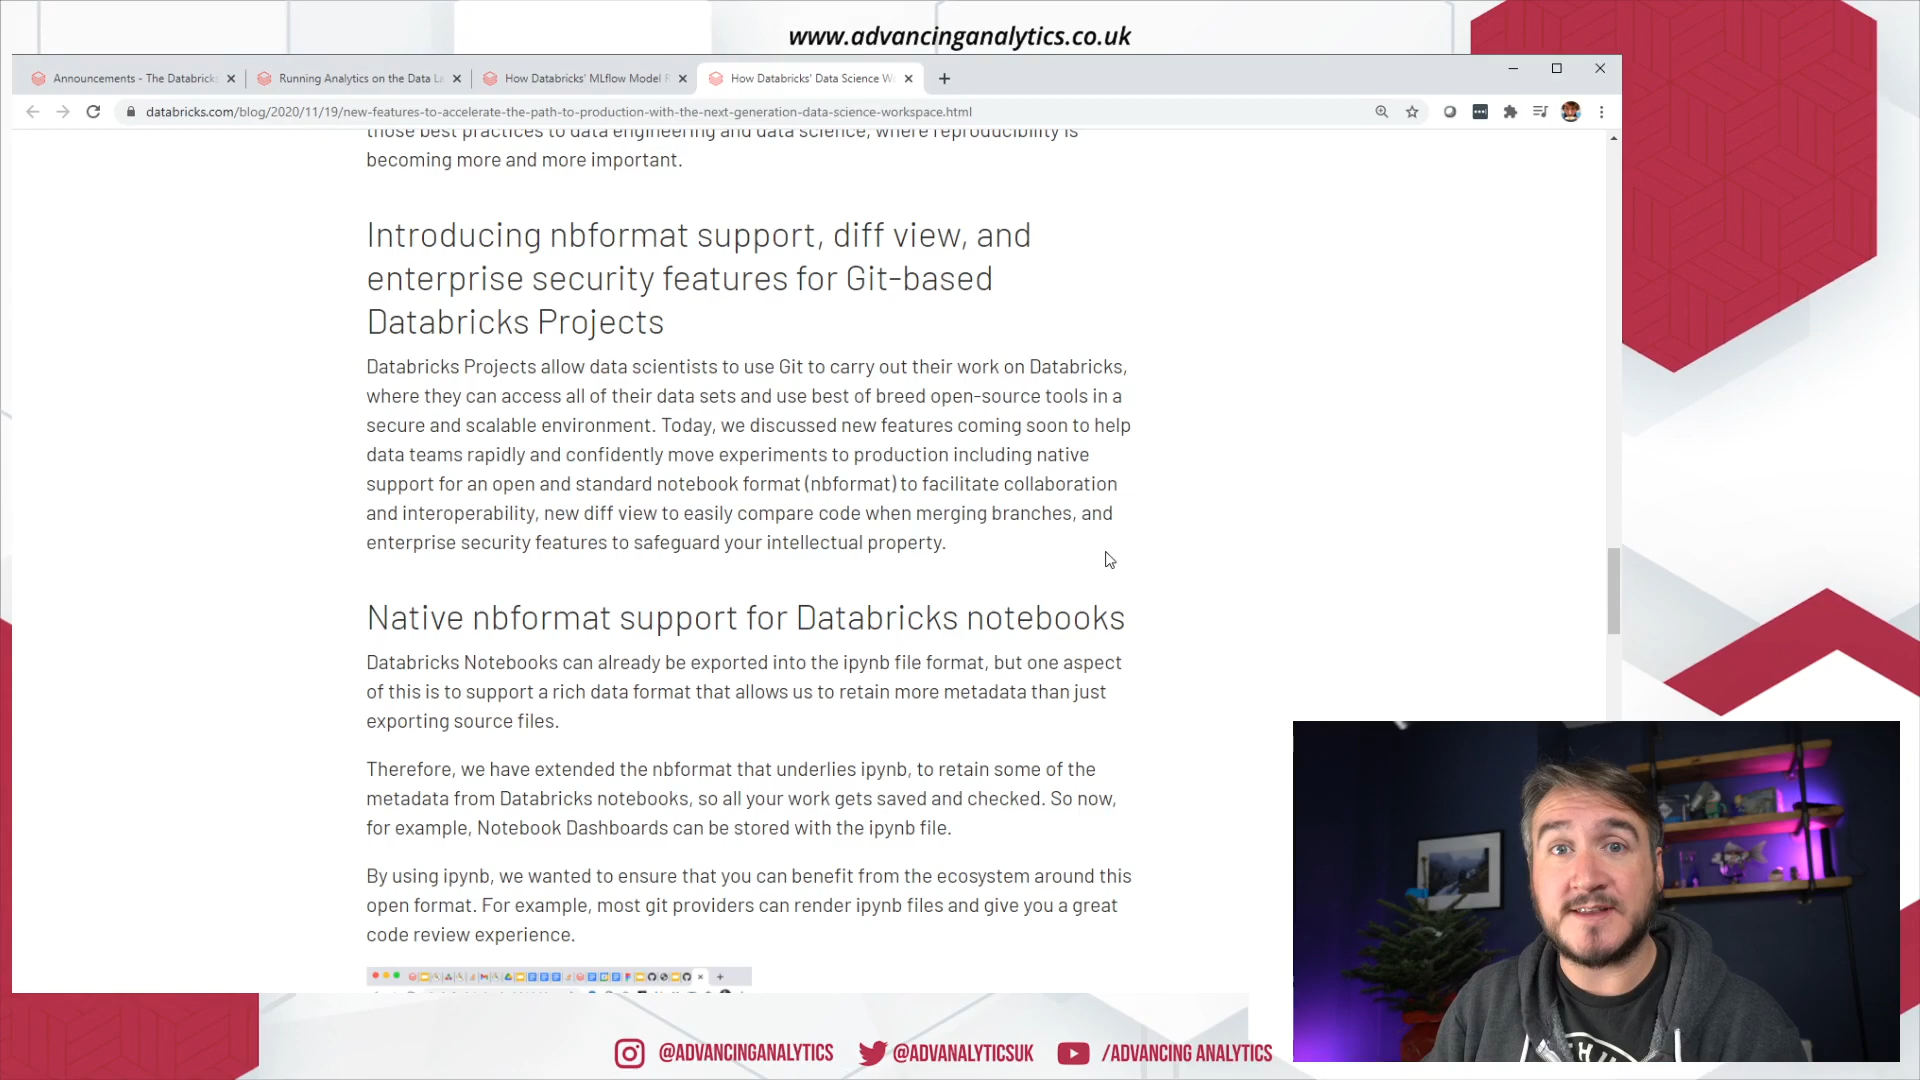 www.advancinganalytics.co.uk
Announcements - The Databricks
Running Analytics on the Data La
How Databricks' MLflow Model R
How Databricks' Data Science W
databricks.com/blog/2020/11/19/new-features-to-accelerate-the-path-to-production-with-the-next-generation-data-science-workspace.html
those best practices to data engineering and data science, where reproducibility is
becoming more and more important.
Introducing nbformat support, diff view, and
enterprise security features for Git-based
Databricks Projects
Databricks Projects allow data scientists to use Git to carry out their work on Databricks,
where they can access all of their data sets and use best of breed open-source tools in a
secure and scalable environment. Today, we discussed new features coming soon to help
data teams rapidly and confidently move experiments to production including native
support for an open and standard notebook format (nbformat) to facilitate collaboration
and interoperability, new diff view to easily compare code when merging branches, and
enterprise security features to safeguard your intellectual property.
Native nbformat support for Databricks notebooks
Databricks Notebooks can already be exported into the ipynb file format, but one aspect
of this is to support a rich data format that allows us to retain more metadata than just
exporting source files.
Therefore, we have extended the nbformat that underlies ipynb, to retain some of the
metadata from Databricks notebooks, so all your work gets saved and checked. So now,
for example, Notebook Dashboards can be stored with the ipynb file.
By using ipynb, we wanted to ensure that you can benefit from the ecosystem around this
open format. For example, most git providers can render ipynb files and give you a great
code review experience.
@ADVANCINGANALYTICS
@ADVANALYTICSUK
/ADVANCING ANALYTICS